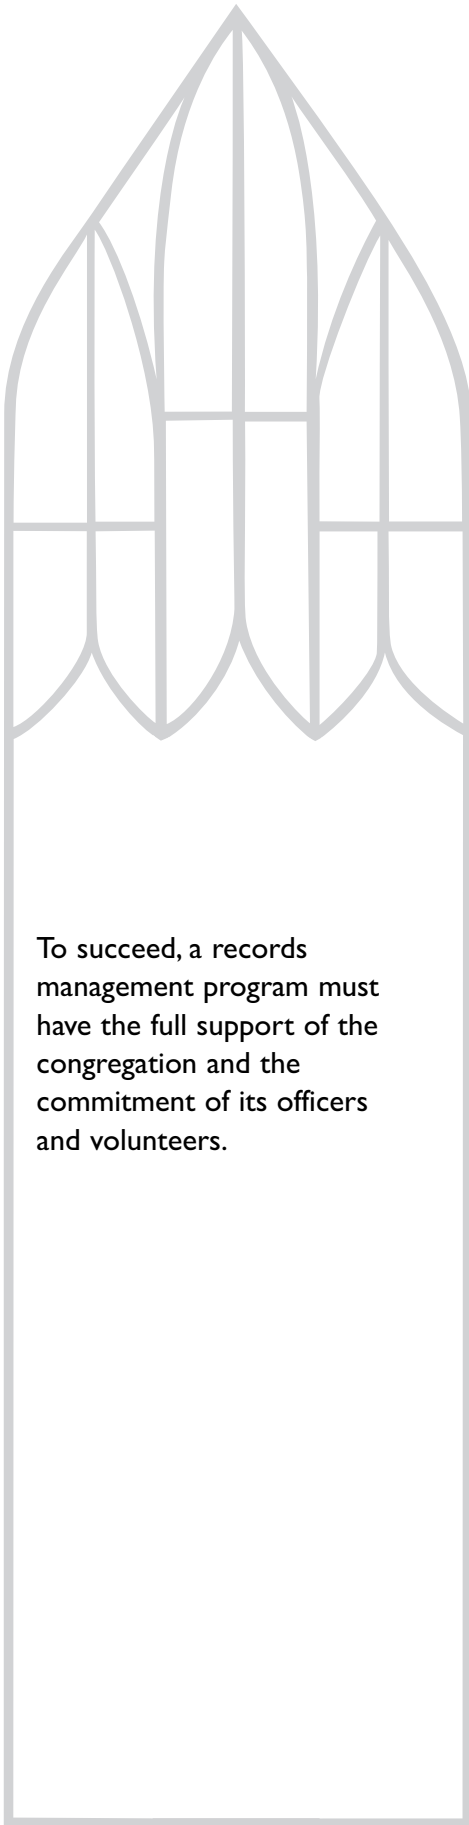 To succeed, a records
management program must
have the full support of the
congregation and the
commitment of its officers
and volunteers.